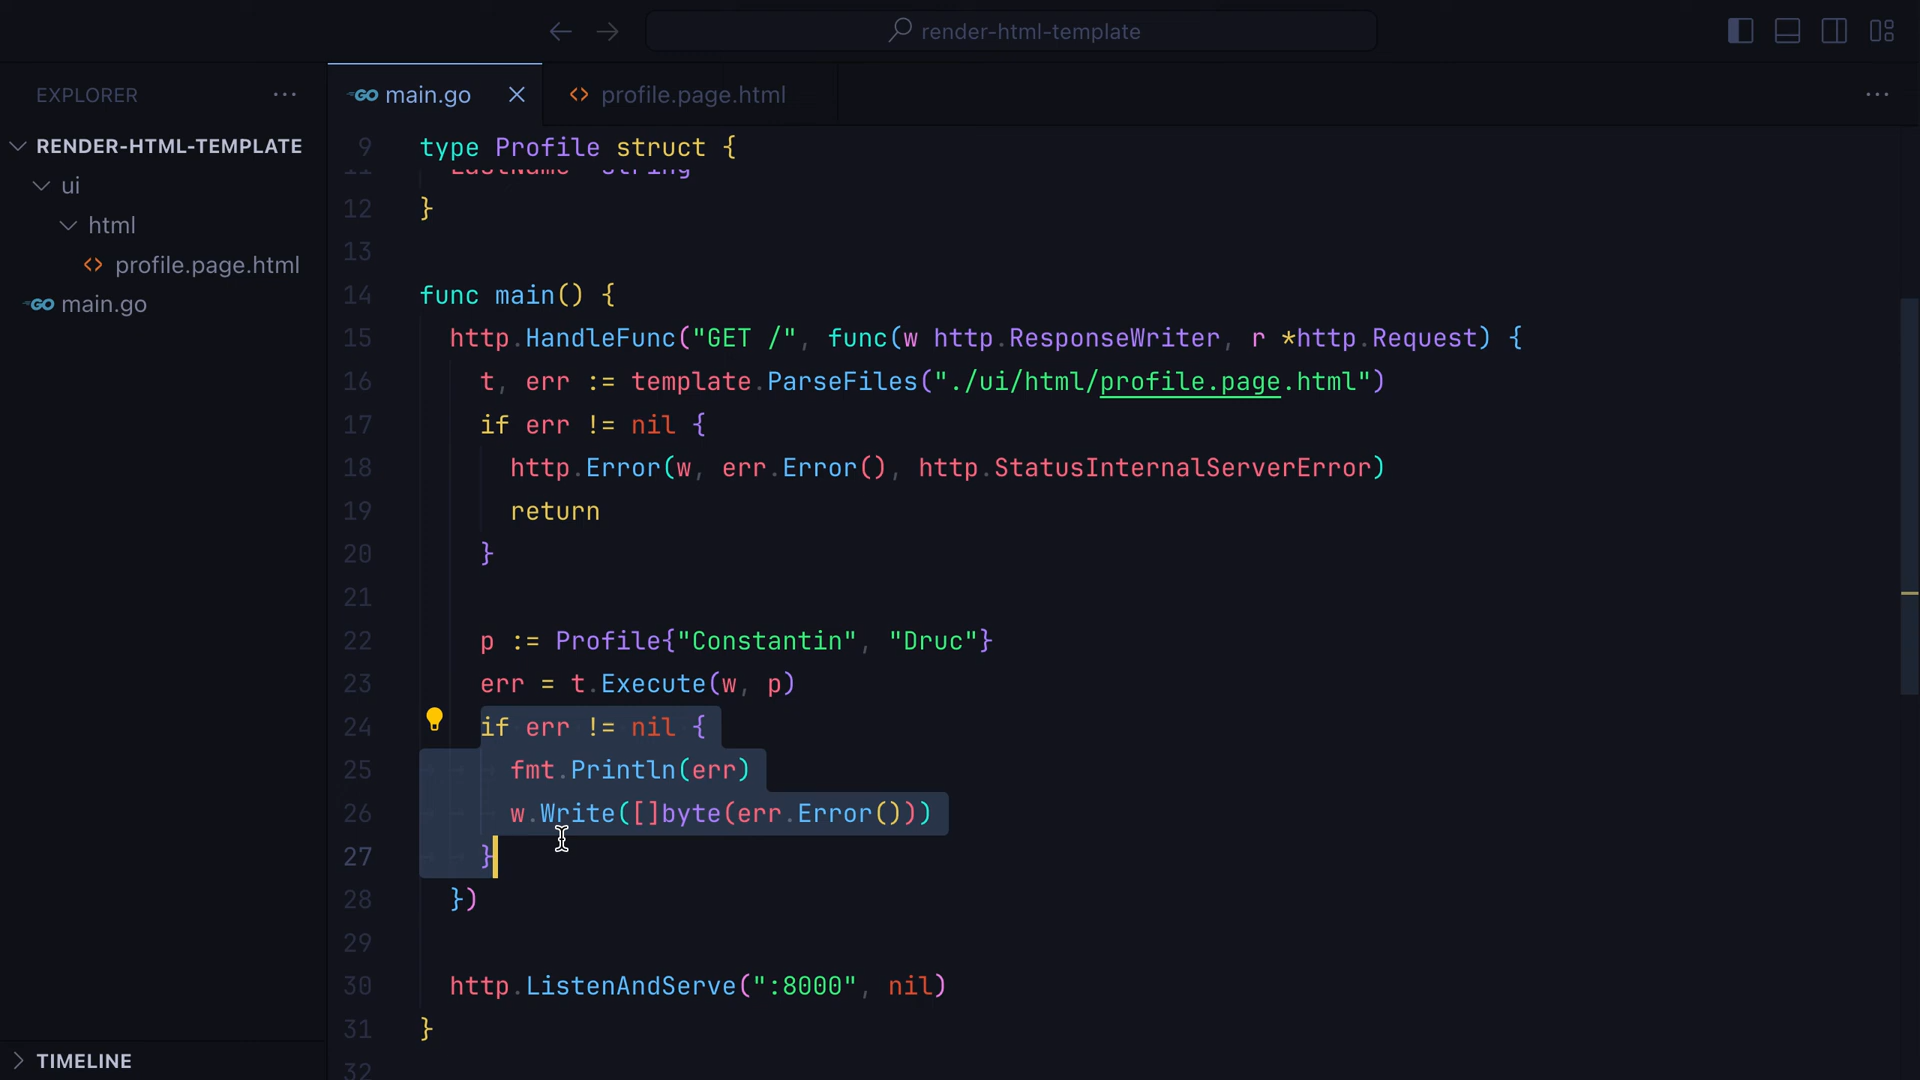 render-html-template
EXPLORER
main.go
profile.page.html
RENDER-HTML-TEMPLATE
ui
html
profile.page.html
main.go
TIMELINE
9 type Profile struct {
11 LastName string
12 }
13
14 func main() {
15 http.HandleFunc("GET /", func(w http.ResponseWriter, r *http.Request) {
16 t, err := template.ParseFiles("./ui/html/profile.page.html")
17 if err != nil {
18 http.Error(w, err.Error(), http.StatusInternalServerError)
19 return
20 }
21
22 p := Profile{"Constantin", "Druc"}
23 err = t.Execute(w, p)
24 if err != nil {
25 fmt.Println(err)
26 w.Write([]byte(err.Error()))
27 }
28 })
29
30 http.ListenAndServe(":8000", nil)
31 }
32